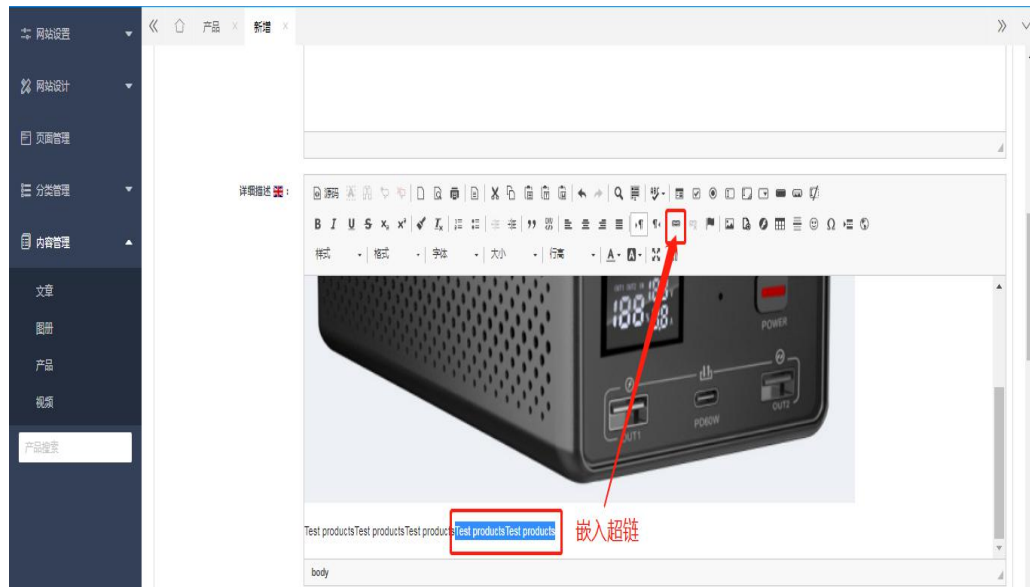 网站设置
产品
新增
网站设计
页面管理
分类管理
内容管理
文章
图册
产品
视频
产品搜索
详细描述
：
源码
样式
格式
字体
大小
行高
POWER
OUT1
PD60W
OUT2
Test productsTest productsTest productsTest productsTest products
嵌入超链
body